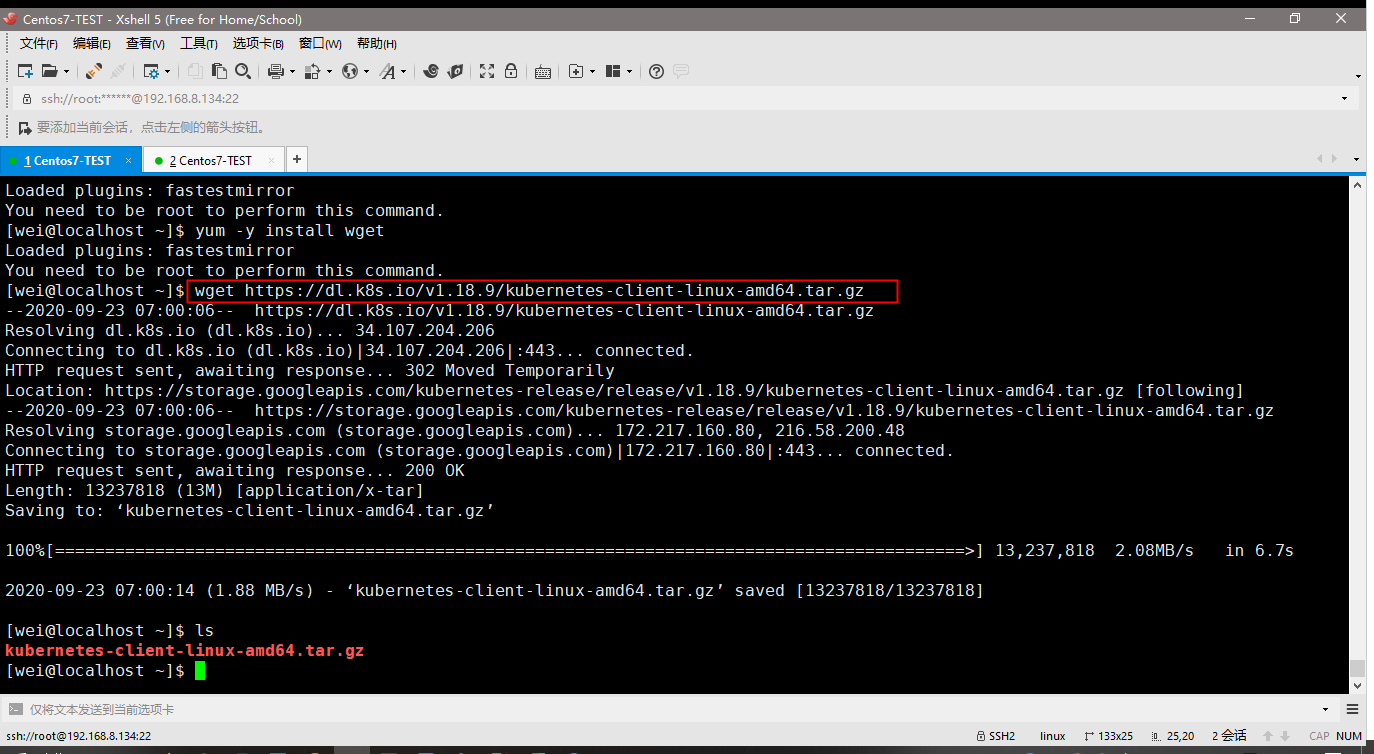 Centos7-TEST - Xshell 5 (Free for Home/School)
文件(F) 编辑(E) 查看(V) 工具(T) 选项卡(B) 窗口(W) 帮助(H)
ssh://root:******@192.168.8.134:22
要添加当前会话，点击左侧的箭头按钮。
1 Centos7-TEST × 2 Centos7-TEST × +
Loaded plugins: fastestmirror
You need to be root to perform this command.
[wei@localhost ~]$ yum -y install wget
Loaded plugins: fastestmirror
You need to be root to perform this command.
[wei@localhost ~]$ wget https://dl.k8s.io/v1.18.9/kubernetes-client-linux-amd64.tar.gz
--2020-09-23 07:00:06--  https://dl.k8s.io/v1.18.9/kubernetes-client-linux-amd64.tar.gz
Resolving dl.k8s.io (dl.k8s.io)... 34.107.204.206
Connecting to dl.k8s.io (dl.k8s.io)|34.107.204.206|:443... connected.
HTTP request sent, awaiting response... 302 Moved Temporarily
Location: https://storage.googleapis.com/kubernetes-release/release/v1.18.9/kubernetes-client-linux-amd64.tar.gz [following]
--2020-09-23 07:00:06--  https://storage.googleapis.com/kubernetes-release/release/v1.18.9/kubernetes-client-linux-amd64.tar.gz
Resolving storage.googleapis.com (storage.googleapis.com)... 172.217.160.80, 216.58.200.48
Connecting to storage.googleapis.com (storage.googleapis.com)|172.217.160.80|:443... connected.
HTTP request sent, awaiting response... 200 OK
Length: 13237818 (13M) [application/x-tar]
Saving to: ‘kubernetes-client-linux-amd64.tar.gz’
100%[===========================================================================================>] 13,237,818  2.08MB/s   in 6.7s
2020-09-23 07:00:14 (1.88 MB/s) - ‘kubernetes-client-linux-amd64.tar.gz’ saved [13237818/13237818]
[wei@localhost ~]$ ls
kubernetes-client-linux-amd64.tar.gz
[wei@localhost ~]$
仅将文本发送到当前选项卡
ssh://root@192.168.8.134:22 SSH2 linux 133x25 25,20 2 会话 CAP NUM